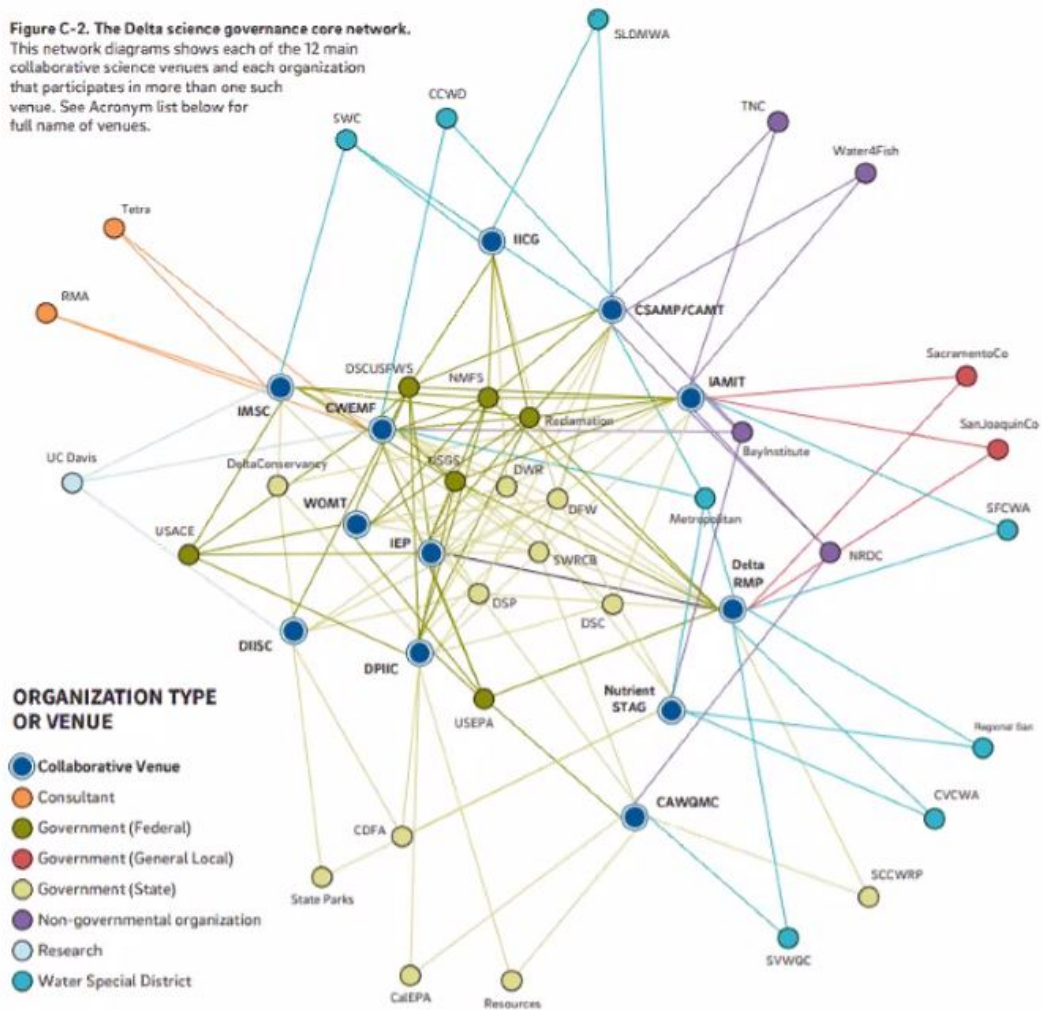 Figure C-2. The Delta science governance core network.
This network diagrams shows each of the 12 main
collaborative science venues and each organization
that participates in more than one such
venue. See Acronym list below for
full name of venues.
SLDMWA
CCWD
SWC
TNC
Water4Fish
Tetra
IICG
RMA
CSAMP/CAMT
DSCUSFWS
NMFS
IAMIT
SacramentoCo
IMSC
CWEMF
Reclamation
SanJoaquinCo
UC Davis
DeltaConservancy
USGS
DWR
BayInstitute
WOMT
DFW
Metropolitan
SFCWA
USACE
IEP
SWRCB
Delta
RMP
NRDC
DSP
DSC
DIISC
DPIIC
Nutrient
STAG
USEPA
Regional San
CAWQMC
CVCWA
CDFA
State Parks
SCCWRP
SVWQC
CalEPA
Resources
ORGANIZATION TYPE
OR VENUE
Collaborative Venue
Consultant
Government (Federal)
Government (General Local)
Government (State)
Non-governmental organization
Research
Water Special District